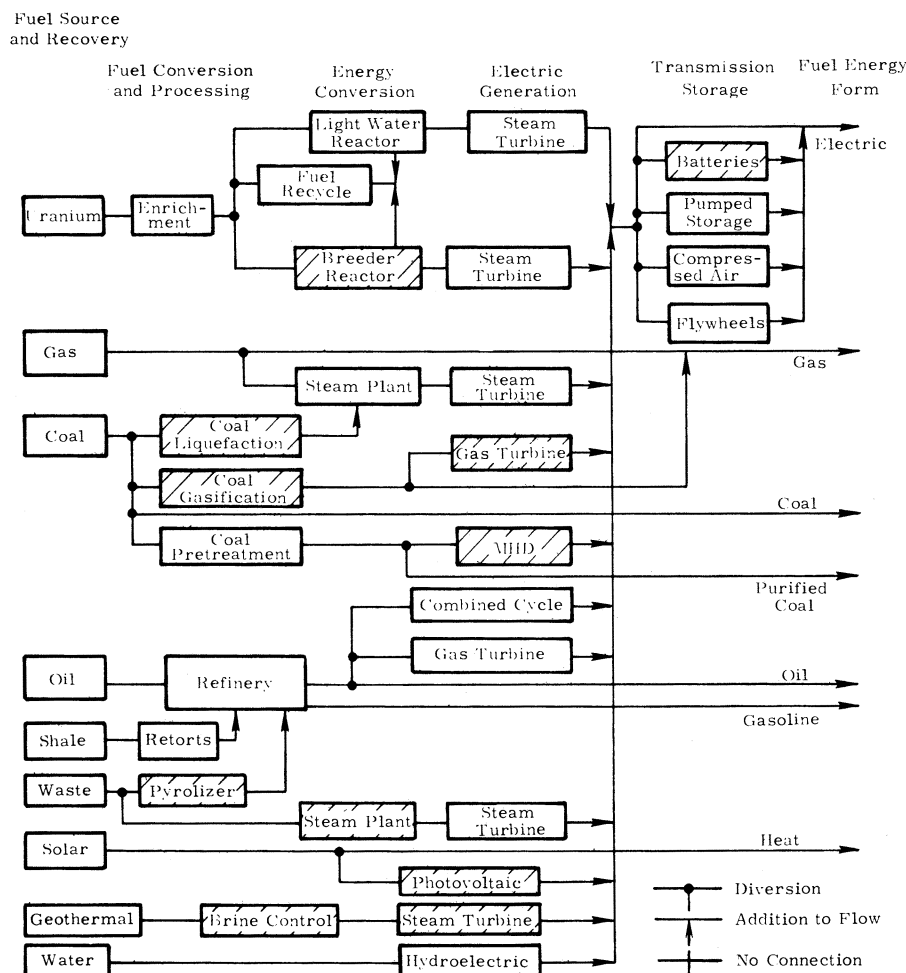 Fuel Source
and Recovery
Fuel Conversion
and Processing
Energy
Conversion
Electric
Generation
Transmission
Storage
Fuel Energy
Form
Light Water
Reactor
Steam
Turbine
Electric
Batteries
Fuel
Recycle
Uranium
Enrich-
ment
Pumped
Storage
Breeder
Reactor
Steam
Turbine
Compres-
sed Air
Flywheels
Gas
Gas
Steam Plant
Steam
Turbine
Coal
Coal
Liquefaction
Gas Turbine
Coal
Gasification
Coal
Coal
Pretreatment
MHD
Purified
Coal
Combined Cycle
Gas Turbine
Oil
Refinery
Oil
Gasoline
Shale
Retorts
Waste
Pyrolizer
Steam Plant
Steam
Turbine
Solar
Heat
Photovoltaic
Diversion
Geothermal
Brine Control
Steam Turbine
Addition to Flow
Water
Hydroelectric
No Connection